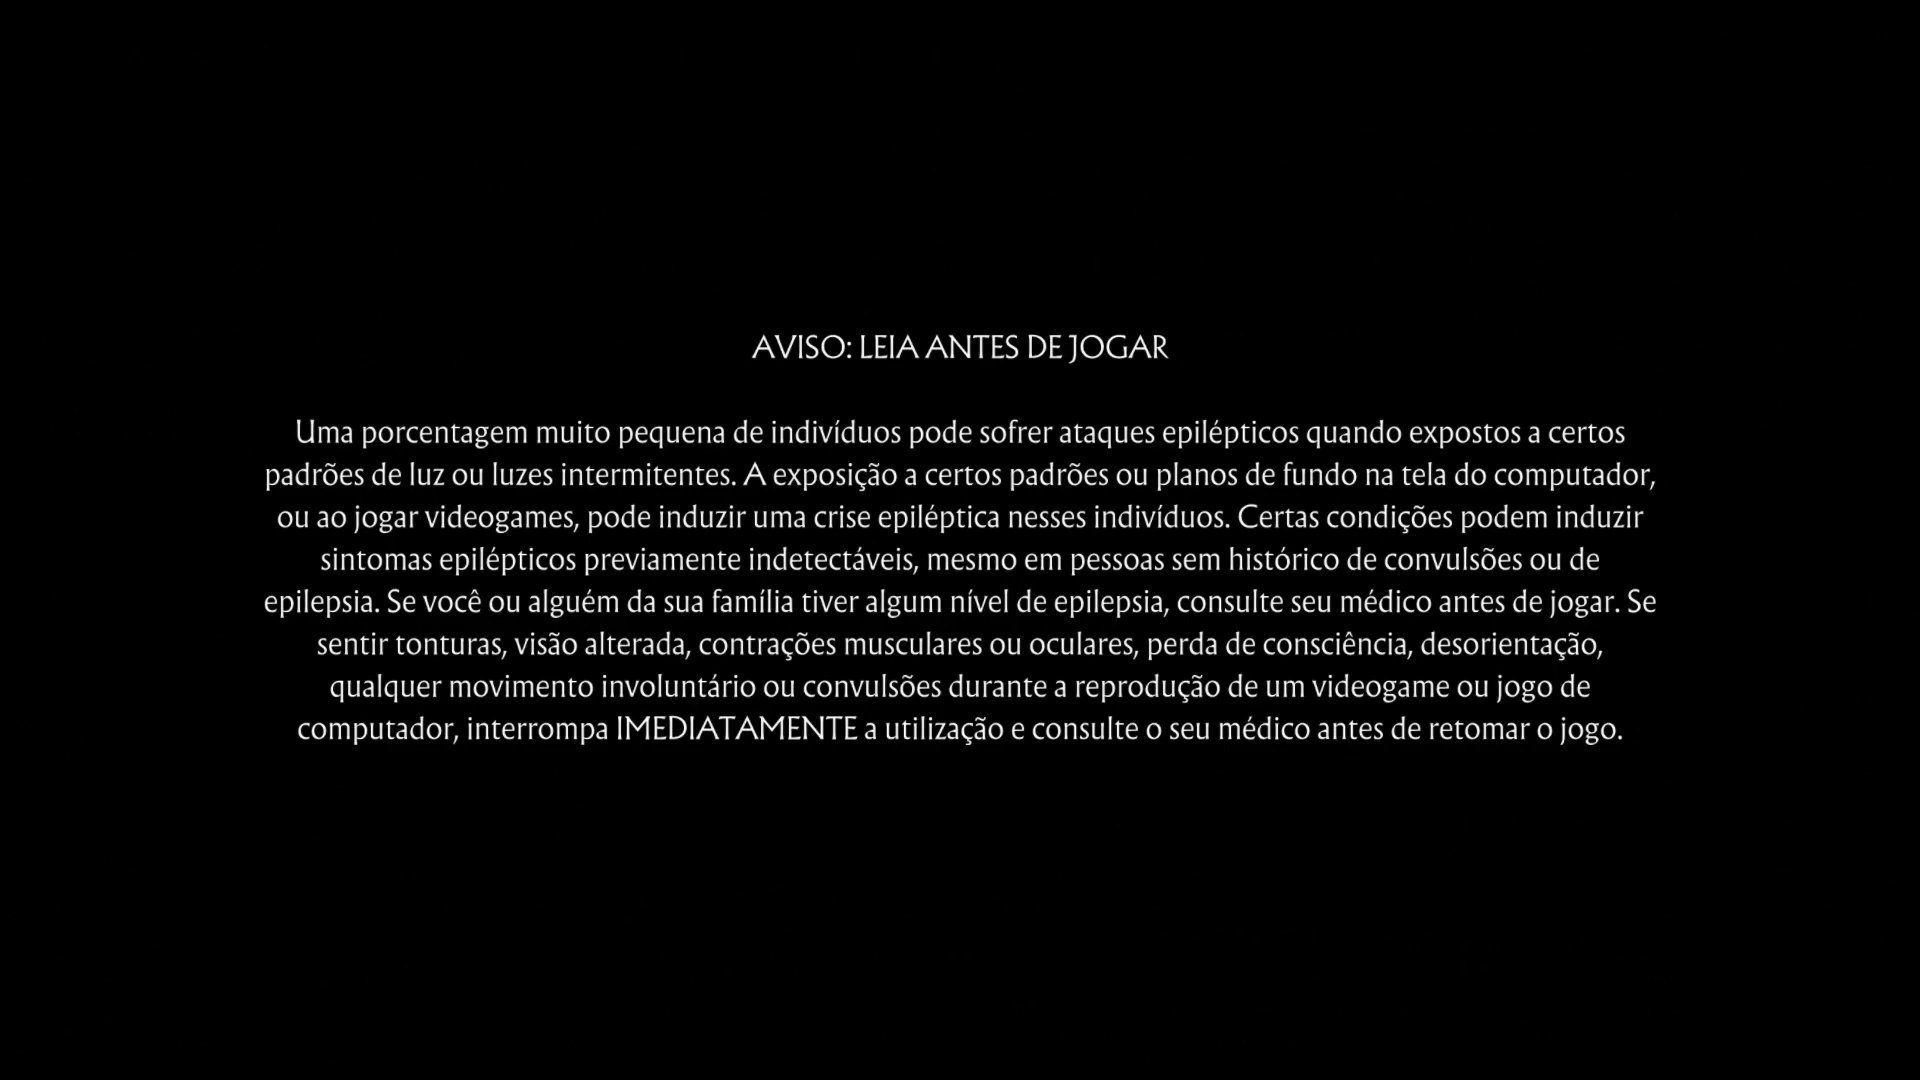 AVISO: LEIA ANTES DE JOGAR
Uma porcentagem muito pequena de indivíduos pode sofrer ataques epilépticos quando expostos a certos
padrões de luz ou luzes intermitentes. A exposição a certos padrões ou planos de fundo na tela do computador,
ou ao jogar videogames, pode induzir uma crise epiléptica nesses indivíduos. Certas condições podem induzir
sintomas epilépticos previamente indetectáveis, mesmo em pessoas sem histórico de convulsões ou de
epilepsia. Se você ou alguém da sua família tiver algum nível de epilepsia, consulte seu médico antes de jogar. Se
sentir tonturas, visão alterada, contrações musculares ou oculares, perda de consciência, desorientação,
qualquer movimento involuntário ou convulsões durante a reprodução de um videogame ou jogo de
computador, interrompa IMEDIATAMENTE a utilização e consulte o seu médico antes de retomar o jogo.